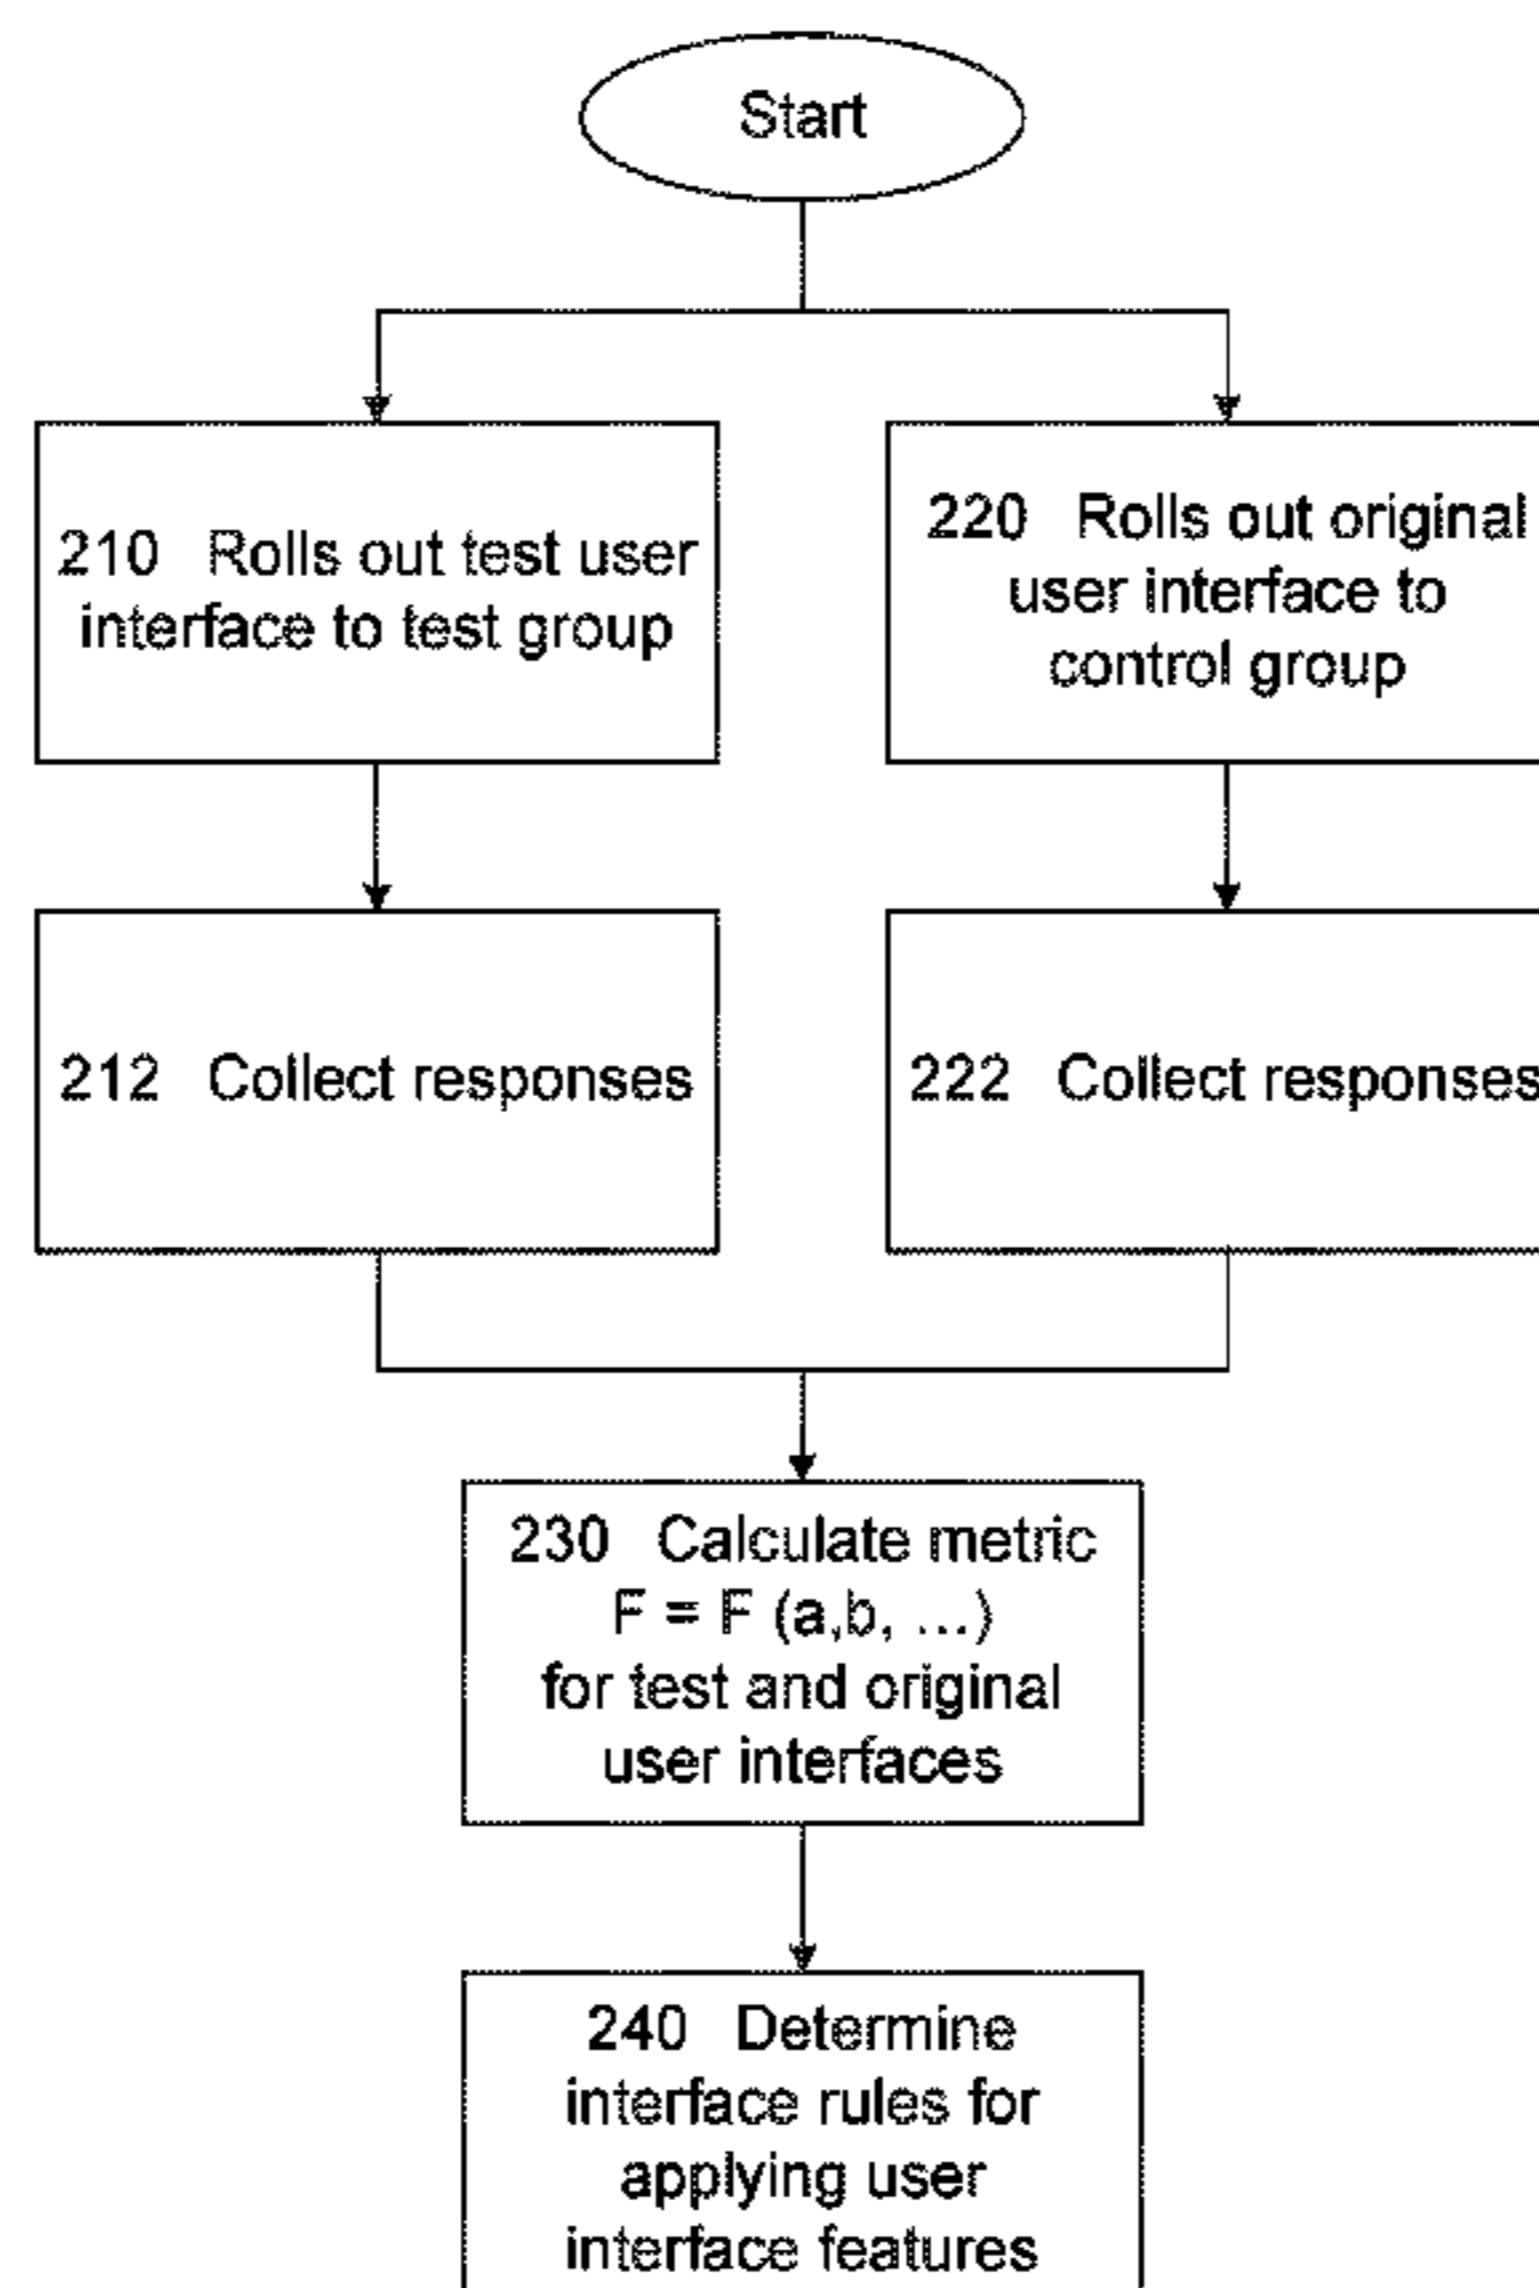 Start
210 Rolls out test user
interface to test group
220 Rolls out original
user interface to
control group
212 Collect responses
222 Collect responses
230 Calculate metric
F = F (a,b, ...)
for test and original
user interfaces
240 Determine
interface rules for
applying user
interface features